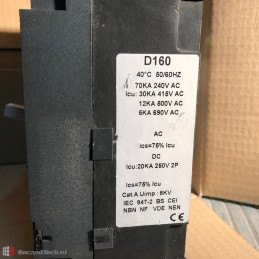 D160
40°C 50/60HZ
70KA 240V AC
Icu: 30KA 415V AC
12KA 500V AC
5KA 690V AC
AC
Ics=75% Icu
DC
Icu:20KA 250V 2P
Ics=75% Icu
Cat A Uimp : 8KV
IEC 947-2 BS CEI
NBN NF VDE NEN
CE